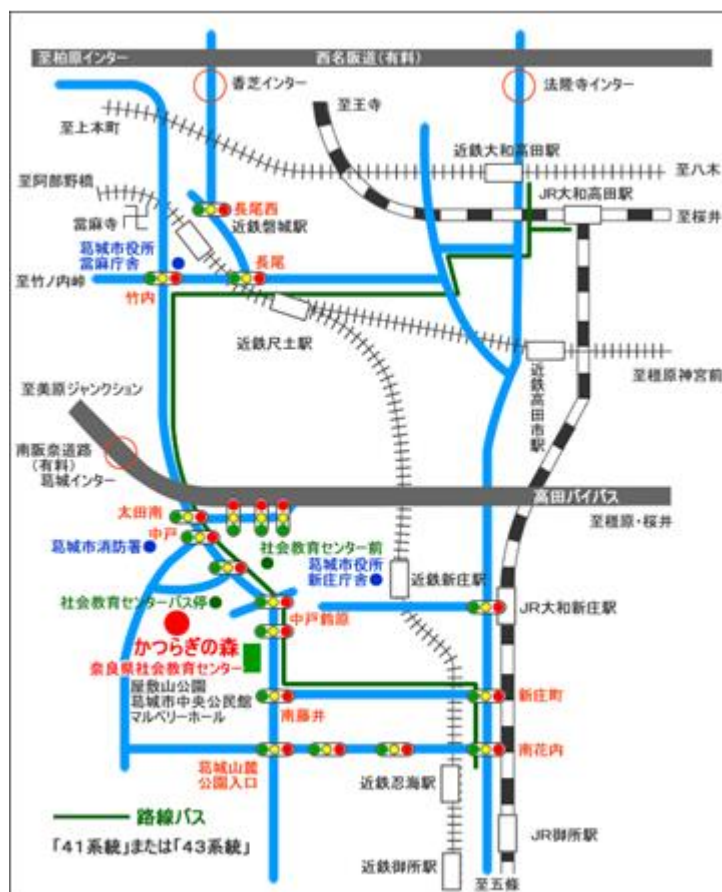 至柏原インター
西名阪道(有料)
香芝インター
法隆寺インター
至王寺
至上本町
近鉄大和高田駅
至八木
至阿部野橋
JR大和高田駅
至桜井
當麻寺
長尾西
近鉄磐城駅
葛城市役所
當麻庁舎
長尾
至竹ノ内峠
竹内
近鉄尺土駅
近鉄高田市駅
至橿原神宮前
至美原ジャンクション
南阪奈道路
(有料)
葛城インター
高田バイパス
至橿原・桜井
太田南
中戸
葛城市消防署
社会教育センター前
葛城市役所
新庄庁舎
近鉄新庄駅
社会教育センターバス停
JR大和新庄駅
中戸鈴原
かつらぎの森
奈良県社会教育センター
屋敷山公園
葛城市中央公民館
マルベリーホール
南藤井
新庄町
葛城山麓
公園入口
南花内
近鉄忍海駅
路線バス
「41系統」または「43系統」
JR御所駅
近鉄御所駅
至五條